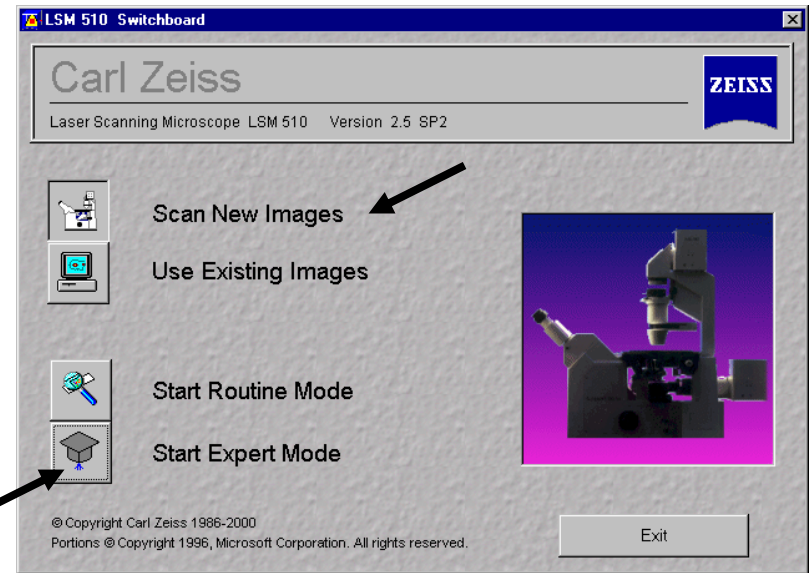 LSM 510 Switchboard
Carl Zeiss
ZEISS
Laser Scanning Microscope LSM 510 Version 2.5 SP2
Scan New Images
Use Existing Images
Start Routine Mode
Start Expert Mode
© Copyright Carl Zeiss 1986-2000
Portions © Copyright 1996, Microsoft Corporation. All rights reserved.
Exit